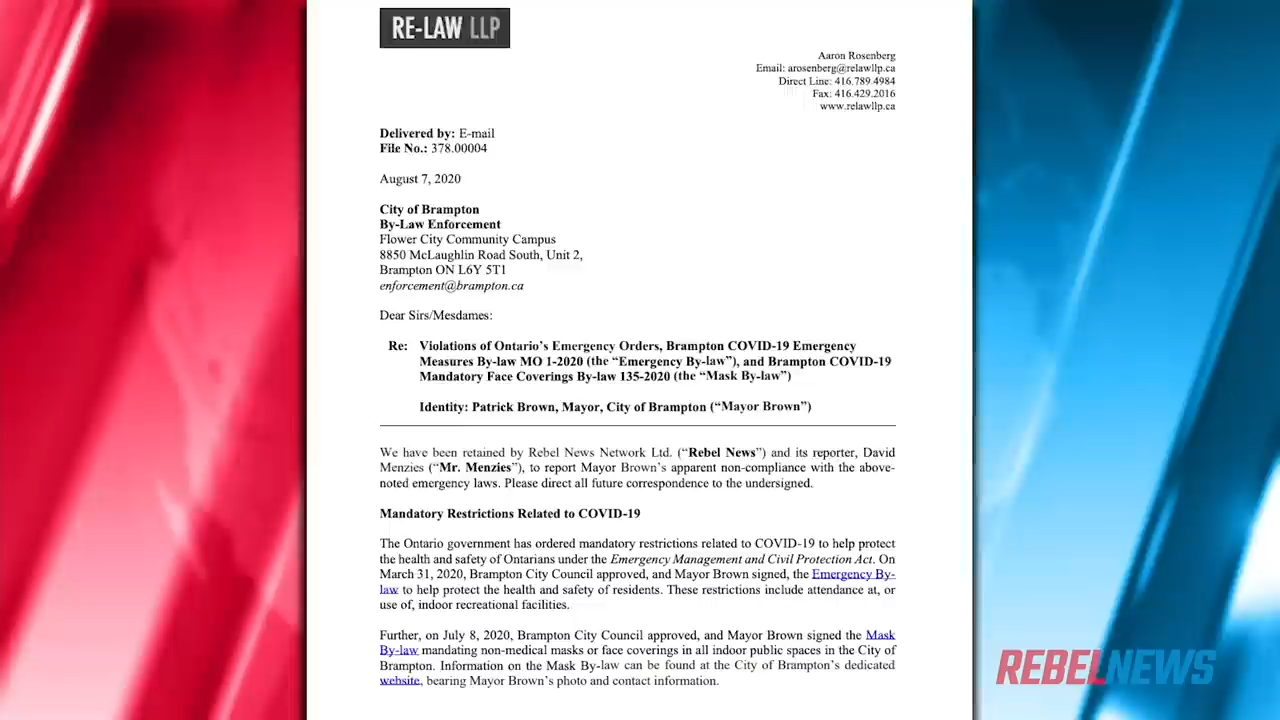 RE-LAW LLP
Aaron Rosenberg
Email: arosenberg@relawllp.ca
Direct Line: 416.789.4984
Fax: 416.429.2016
www.relawllp.ca
Delivered by: E-mail
File No.: 378.00004
August 7, 2020
City of Brampton
By-Law Enforcement
Flower City Community Campus
8850 McLaughlin Road South, Unit 2,
Brampton ON L6Y 5T1
enforcement@brampton.ca
Dear Sirs/Mesdames:
Re: Violations of Ontario's Emergency Orders, Brampton COVID-19 Emergency
Measures By-law MO 1-2020 (the “Emergency By-law”), and Brampton COVID-19
Mandatory Face Coverings By-law 135-2020 (the “Mask By-law”)
Identity: Patrick Brown, Mayor, City of Brampton (“Mayor Brown”)
We have been retained by Rebel News Network Ltd. (“Rebel News”) and its reporter, David
Menzies (“Mr. Menzies”), to report Mayor Brown's apparent non-compliance with the above-
noted emergency laws. Please direct all future correspondence to the undersigned.
Mandatory Restrictions Related to COVID-19
The Ontario government has ordered mandatory restrictions related to COVID-19 to help protect
the health and safety of Ontarians under the Emergency Management and Civil Protection Act. On
March 31, 2020, Brampton City Council approved, and Mayor Brown signed, the Emergency By-
law to help protect the health and safety of residents. These restrictions include attendance at, or
use of, indoor recreational facilities.
Further, on July 8, 2020, Brampton City Council approved, and Mayor Brown signed the Mask
By-law mandating non-medical masks or face coverings in all indoor public spaces in the City of
Brampton. Information on the Mask By-law can be found at the City of Brampton's dedicated
website, bearing Mayor Brown's photo and contact information.
REBELNEWS